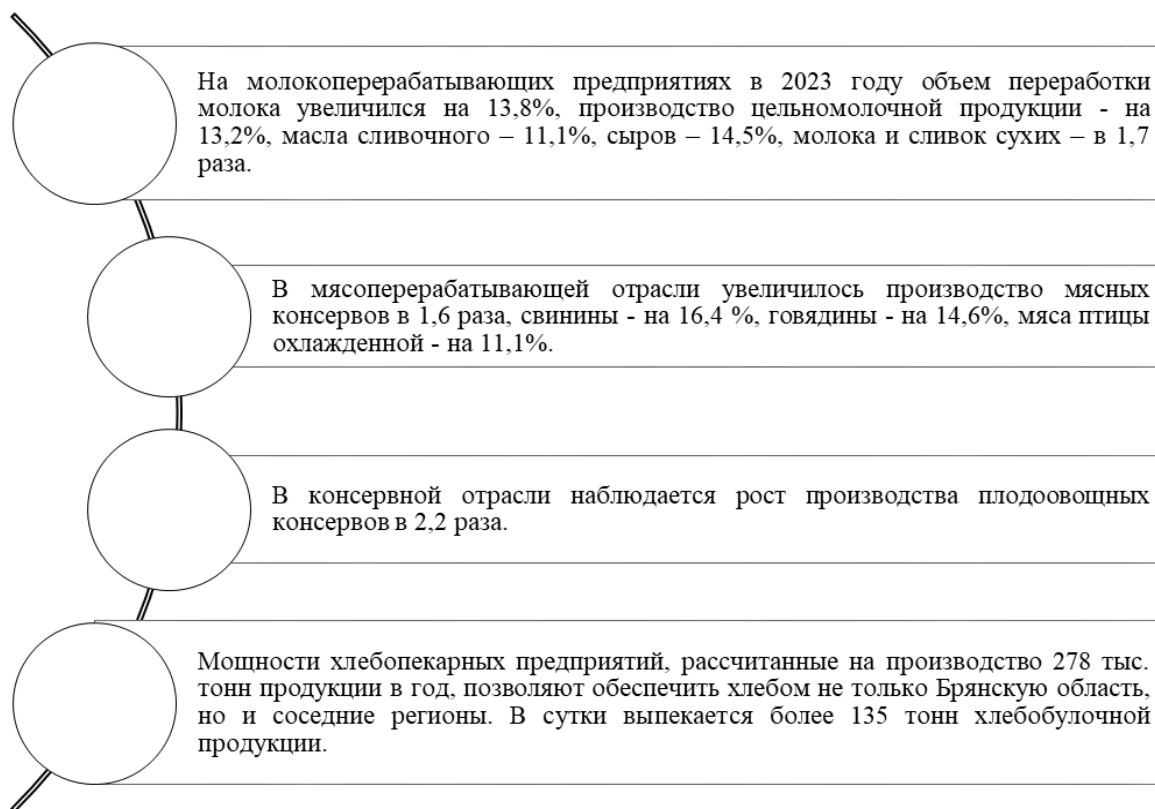 На молокоперерабатывающих предприятиях в 2023 году объем переработки
молока увеличился на 13,8%, производство цельномолочной продукции - на
13,2%, масла сливочного – 11,1%, сыров – 14,5%, молока и сливок сухих – в 1,7
раза.
В мясоперерабатывающей отрасли увеличилось производство мясных
консервов в 1,6 раза, свинины - на 16,4 %, говядины - на 14,6%, мяса птицы
охлажденной - на 11,1%.
В консервной отрасли наблюдается рост производства плодоовощных
консервов в 2,2 раза.
Мощности хлебопекарных предприятий, рассчитанные на производство 278 тыс.
тонн продукции в год, позволяют обеспечить хлебом не только Брянскую область,
но и соседние регионы. В сутки выпекается более 135 тонн хлебобулочной
продукции.